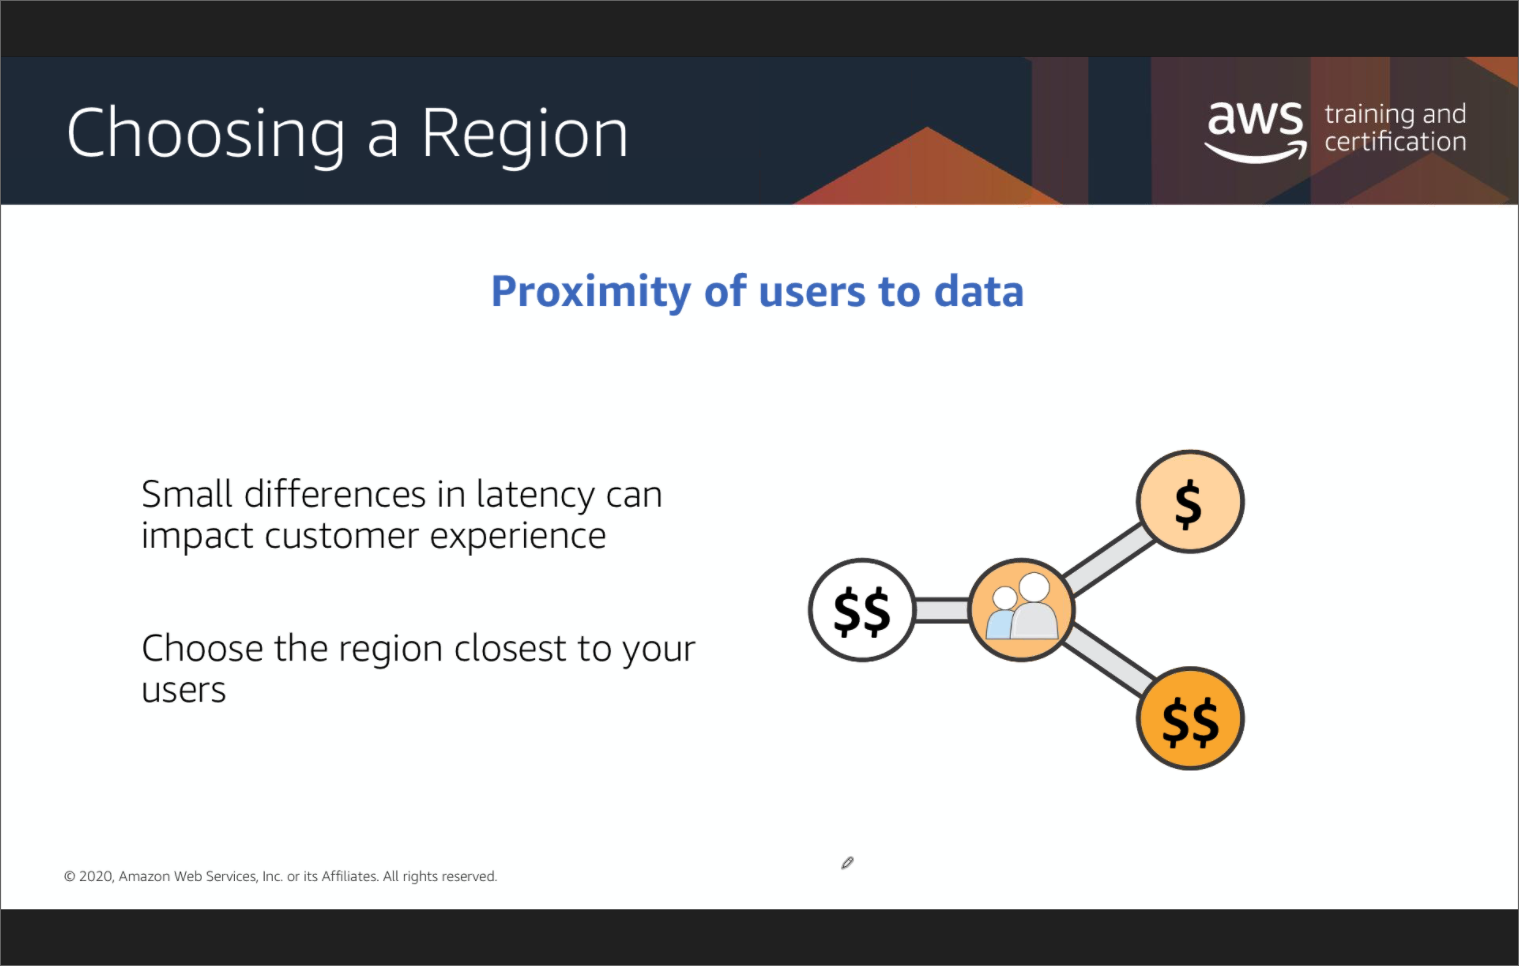 Choosing a Region
aws
training and
certification
Proximity of users to data
Small differences in latency can
impact customer experience
Choose the region closest to your
users
$
$$
$$
© 2020, Amazon Web Services, Inc. or its Affiliates. All rights reserved.